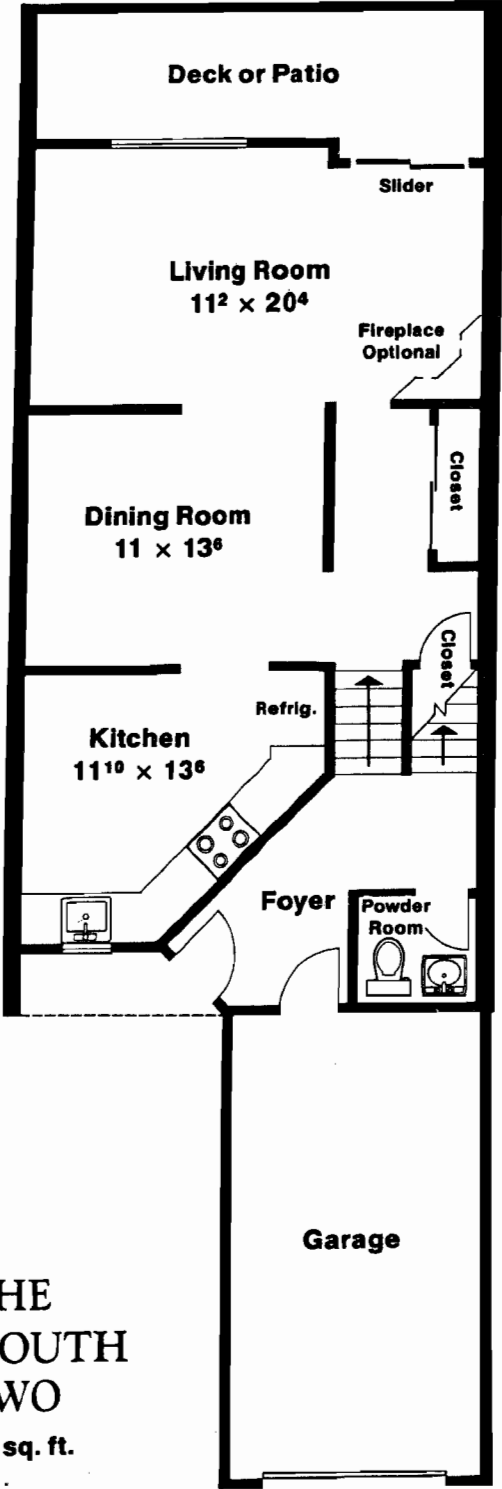 Deck or Patio
Slider
Living Room
11² × 20⁴
Fireplace
Optional
Closet
Dining Room
11 × 13⁶
Closet
Refrig.
Kitchen
11¹⁰ × 13⁶
Foyer
Powder
Room
Garage
HE
OUTH
WO
sq. ft.